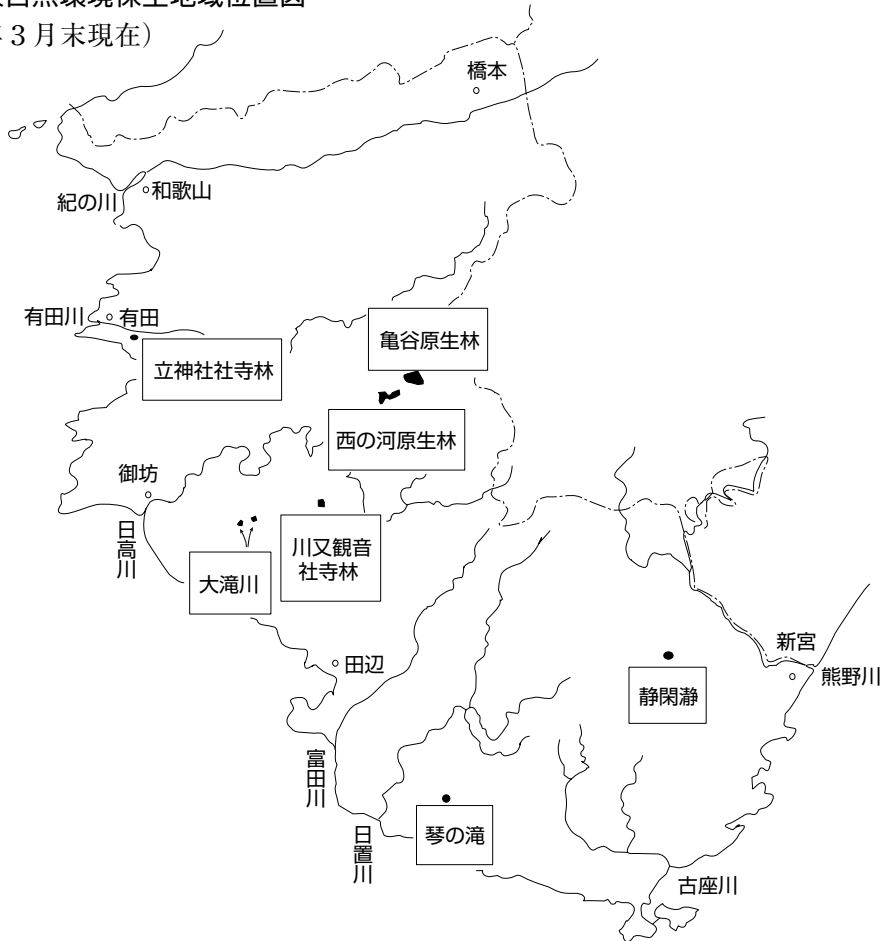 自然環境保全地域位置図
３月末現在）
橋本
紀の川
和歌山
有田川
有田
亀谷原生林
立神社社寺林
西の河原生林
御坊
日高川
川又観音
社寺林
大滝川
新宮
田辺
熊野川
静閑瀞
富田川
琴の滝
日置川
古座川